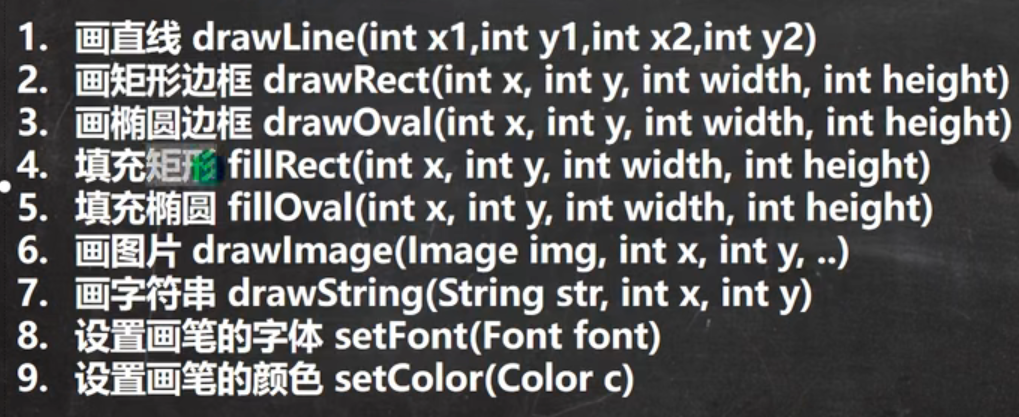 1. 画直线 drawLine(int x1,int y1,int x2,int y2)
2. 画矩形边框 drawRect(int x, int y, int width, int height)
3. 画椭圆边框 drawOval(int x, int y, int width, int height)
4. 填充矩形 fillRect(int x, int y, int width, int height)
5. 填充椭圆 fillOval(int x, int y, int width, int height)
6. 画图片 drawImage(Image img, int x, int y, ..)
7. 画字符串 drawString(String str, int x, int y)
8. 设置画笔的字体 setFont(Font font)
9. 设置画笔的颜色 setColor(Color c)